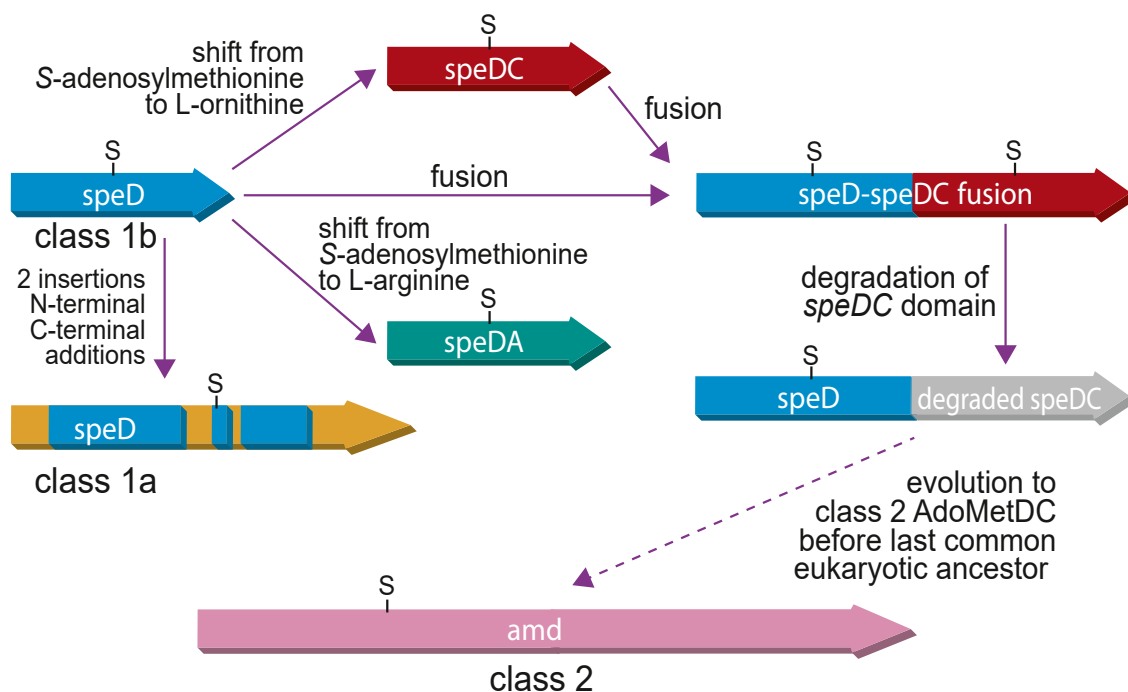 shift from
S-adenosylmethionine
to L-ornithine
S
speDC
fusion
S
speD
class 1b
fusion
S
S
speD-speDC fusion
shift from
S-adenosylmethionine
to L-arginine
2 insertions
N-terminal
C-terminal
additions
S
speDA
degradation of
speDC domain
S
speD
degraded speDC
S
speD
class 1a
evolution to
class 2 AdoMetDC
before last common
eukaryotic ancestor
S
amd
class 2